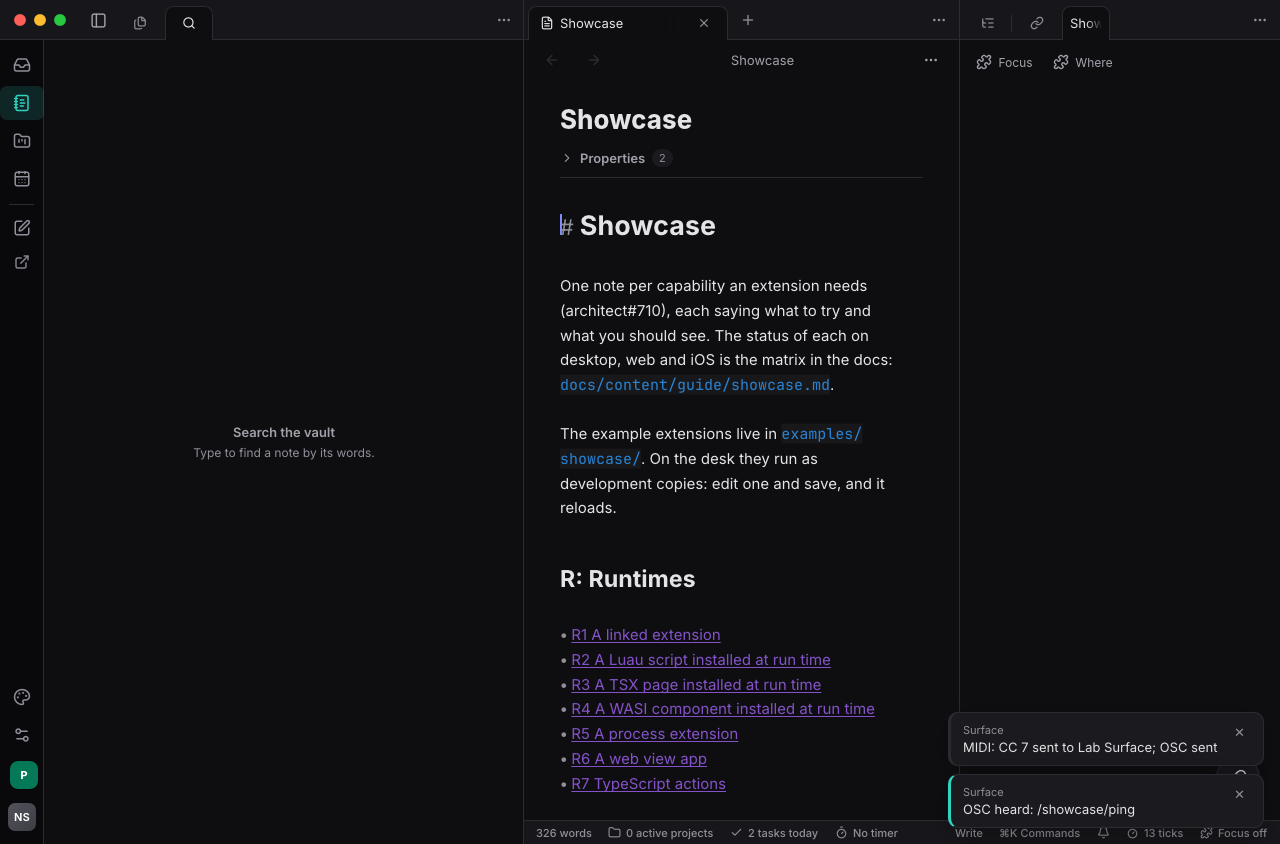 Showcase
Show
Showcase
Focus
Where
Showcase
Properties 2
# Showcase
One note per capability an extension needs
(architect#710), each saying what to try and
what you should see. The status of each on
desktop, web and iOS is the matrix in the docs:
docs/content/guide/showcase.md.
The example extensions live in examples/
showcase/. On the desk they run as
development copies: edit one and save, and it
reloads.
Search the vault
Type to find a note by its words.
R: Runtimes
• R1 A linked extension
• R2 A Luau script installed at run time
• R3 A TSX page installed at run time
• R4 A WASI component installed at run time
• R5 A process extension
• R6 A web view app
• R7 TypeScript actions
Surface
MIDI: CC 7 sent to Lab Surface; OSC sent
Surface
OSC heard: /showcase/ping
P
NS
326 words
0 active projects
2 tasks today
No timer
Write
⌘K Commands
13 ticks
Focus off